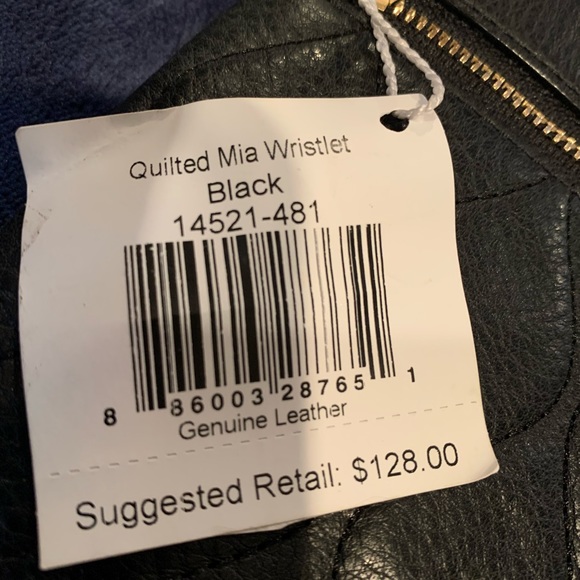 Quilted Mia Wristlet
Black
14521-481
8 86003 28765 1
Genuine Leather
Suggested Retail: $128.00